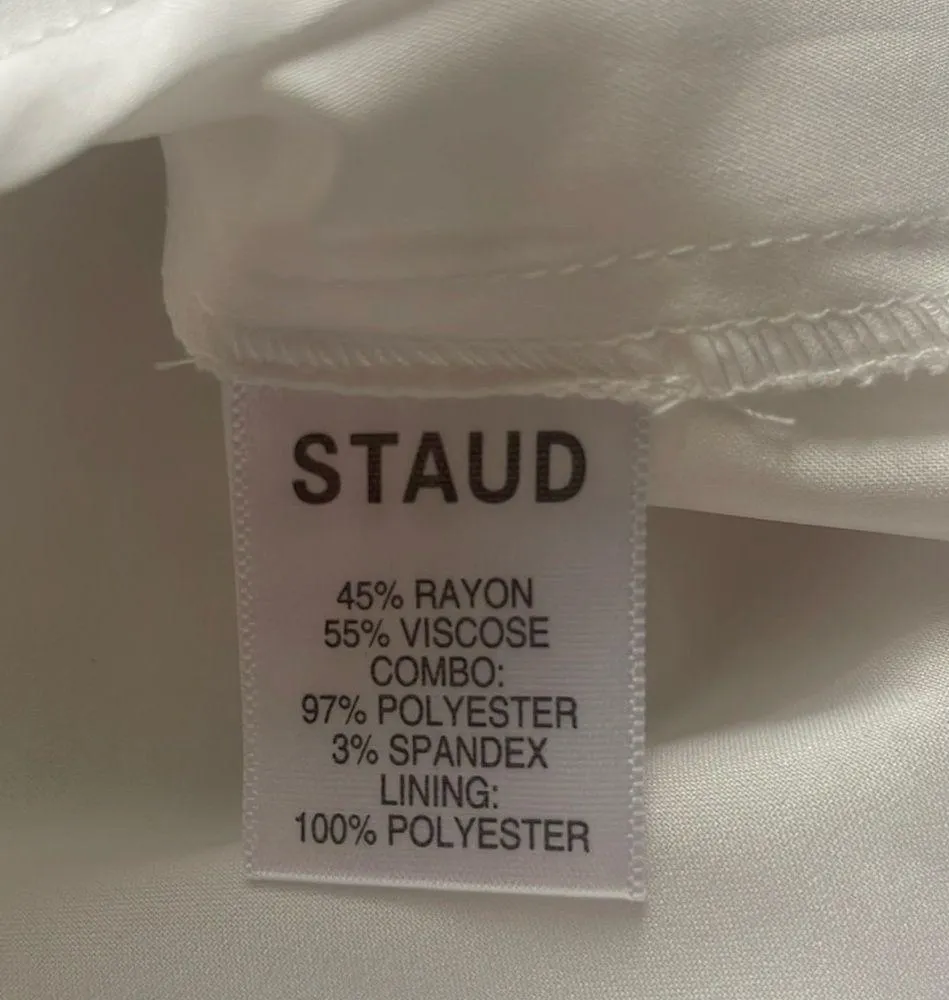 STAUD
45% RAYON
55% VISCOSE
COMBO:
97% POLYESTER
3% SPANDEX
LINING:
100% POLYESTER